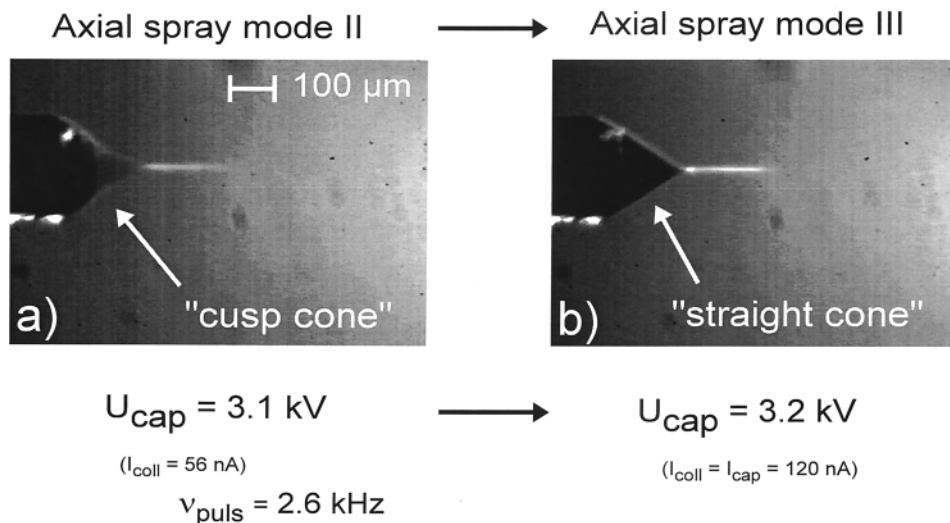 Axial spray mode II
Axial spray mode III
100 µm
a)
"cusp cone"
b)
"straight cone"
U_cap = 3.1 kV
U_cap = 3.2 kV
(I_coll = 56 nA)
(I_coll = I_cap = 120 nA)
ν_puls = 2.6 kHz